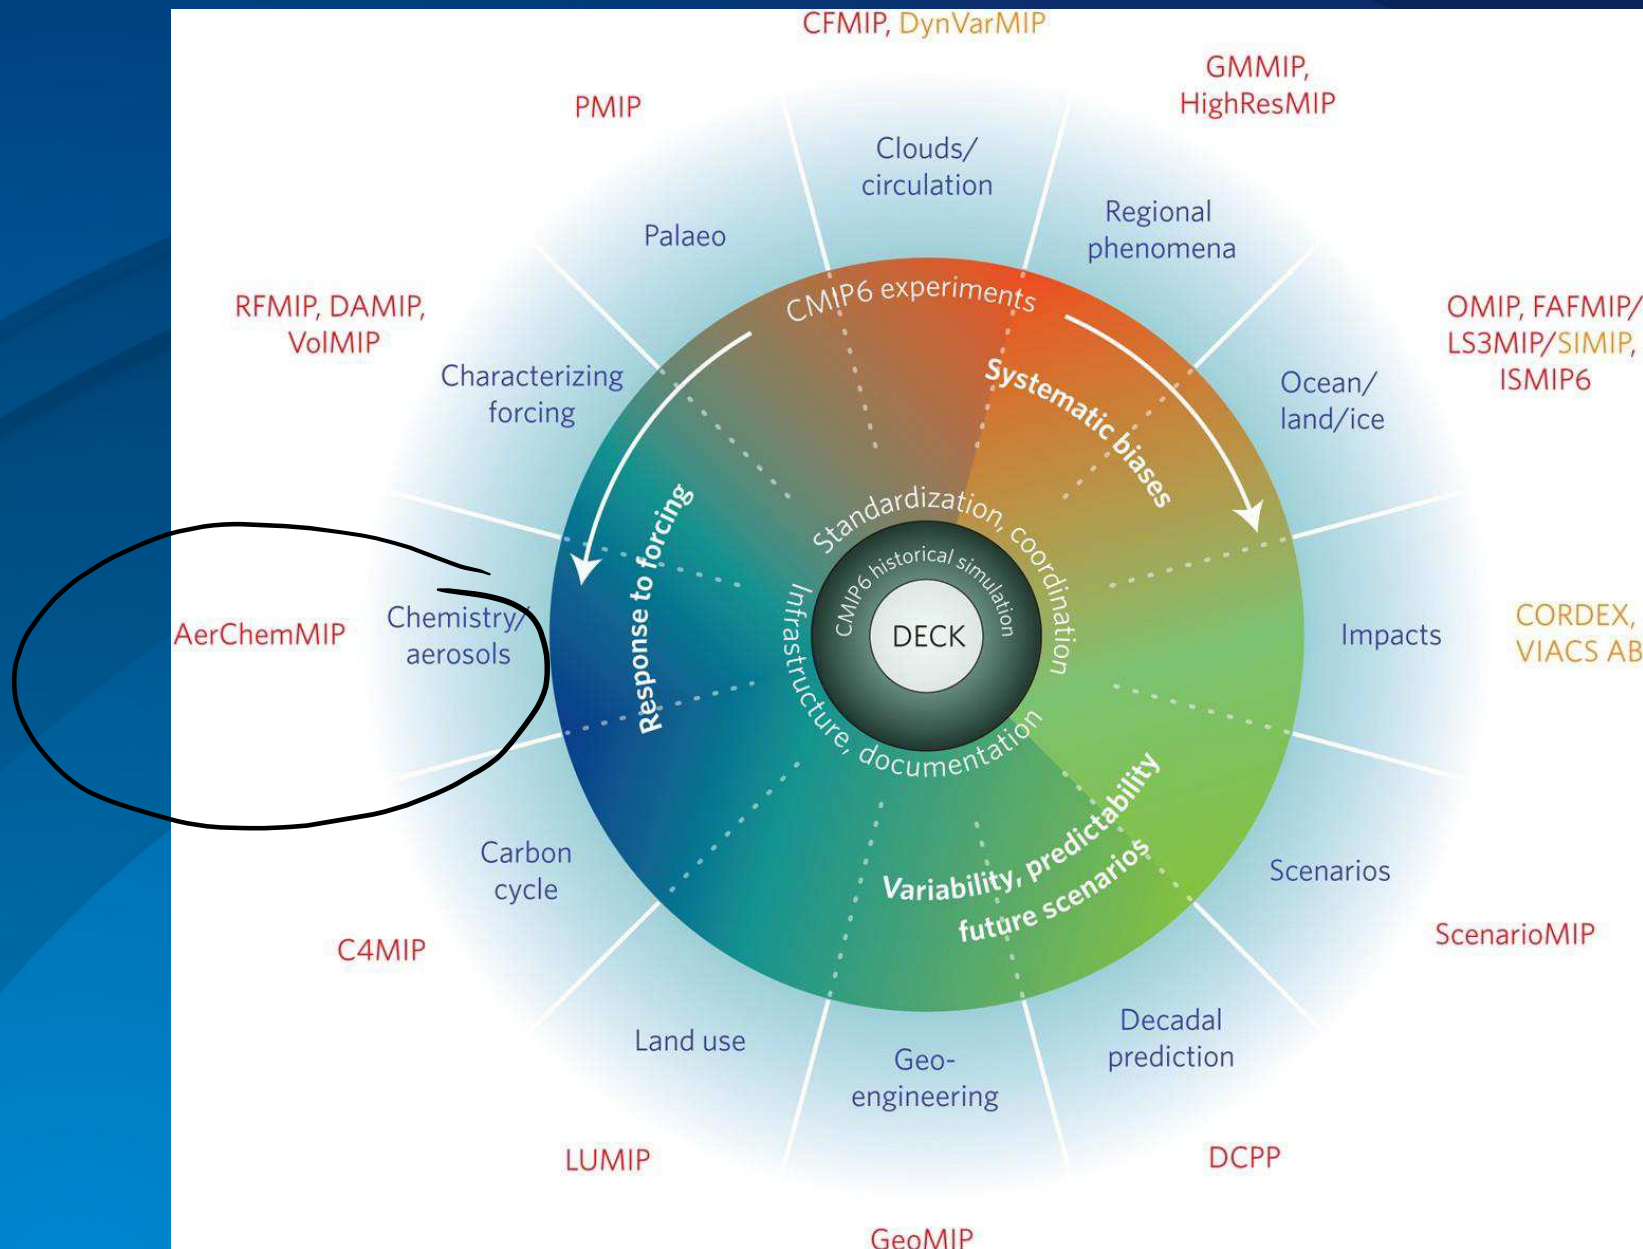 CFMIP, DynVarMIP
GMMIP,
HighResMIP
PMIP
Clouds/
circulation
Regional
phenomena
Palaeo
CMIP6 experiments
RFMIP, DAMIP,
VolMIP
OMIP, FAFMIP/
LS3MIP/SIMIP,
ISMIP6
Characterizing
forcing
Systematic biases
Ocean/
land/ice
Response to forcing
Standardization, coordination
CMIP6 historical simulation
DECK
Infrastructure, documentation
AerChemMIP
Chemistry/
aerosols
Impacts
CORDEX,
VIACS AB
Variability, predictability
future scenarios
Carbon
cycle
Scenarios
C4MIP
ScenarioMIP
Land use
Geo-
engineering
Decadal
prediction
LUMIP
DCPP
GeoMIP